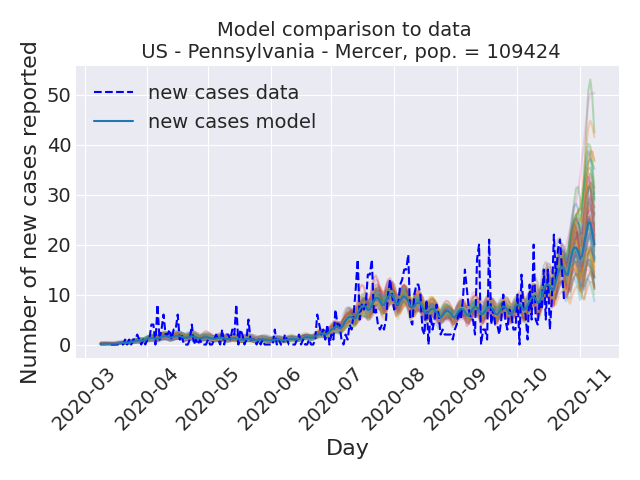 Model comparison to data
US - Pennsylvania - Mercer, pop. = 109424
Number of new cases reported
50
40
30
20
10
0
new cases data
new cases model
2020-03
2020-04
2020-05
2020-06
2020-07
2020-08
2020-09
2020-10
2020-11
Day